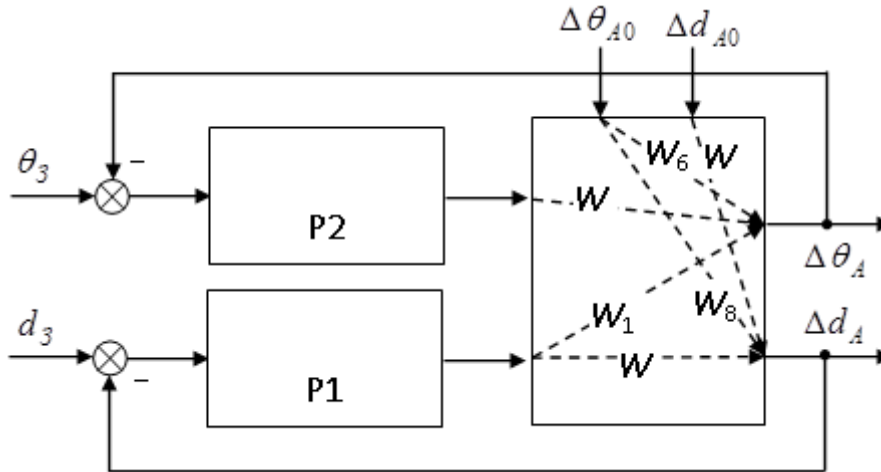 Δθ_A0 Δd_A0
θ_3 − W_6 W
P2 W
Δθ_A
d_3 W_1 W_8 Δd_A
− P1 W